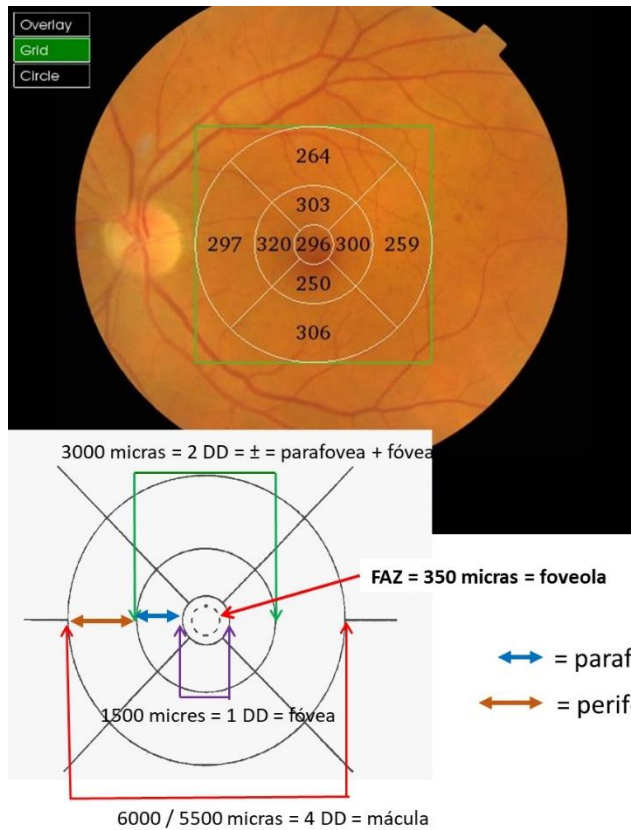 Overlay
Grid
Circle
264
303
297 320 296 300 259
250
306
3000 micras = 2 DD = ± = parafovea + fóvea
FAZ = 350 micras = foveola
= paraf
= perif
1500 micres = 1 DD = fóvea
6000 / 5500 micras = 4 DD = mácula